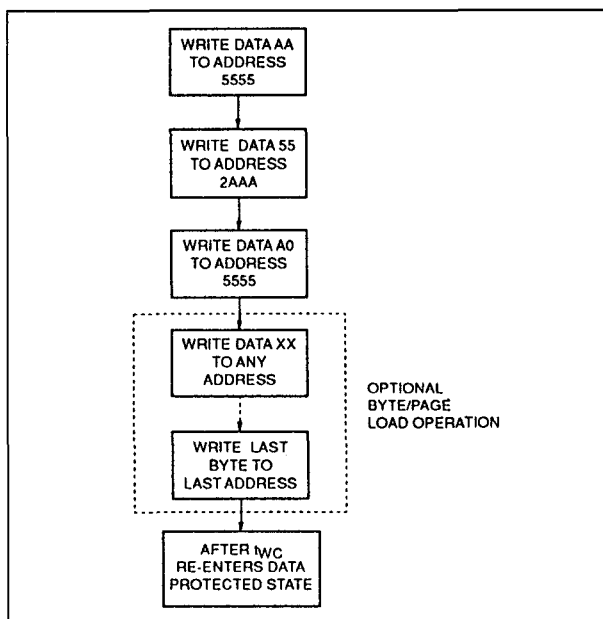 WRITE DATA AA
TO ADDRESS
5555
WRITE DATA 55
TO ADDRESS
2AAA
WRITE DATA A0
TO ADDRESS
5555
WRITE DATA XX
TO ANY
ADDRESS
OPTIONAL
BYTE/PAGE
LOAD OPERATION
WRITE LAST
BYTE TO
LAST ADDRESS
AFTER tWC
RE-ENTERS DATA
PROTECTED STATE